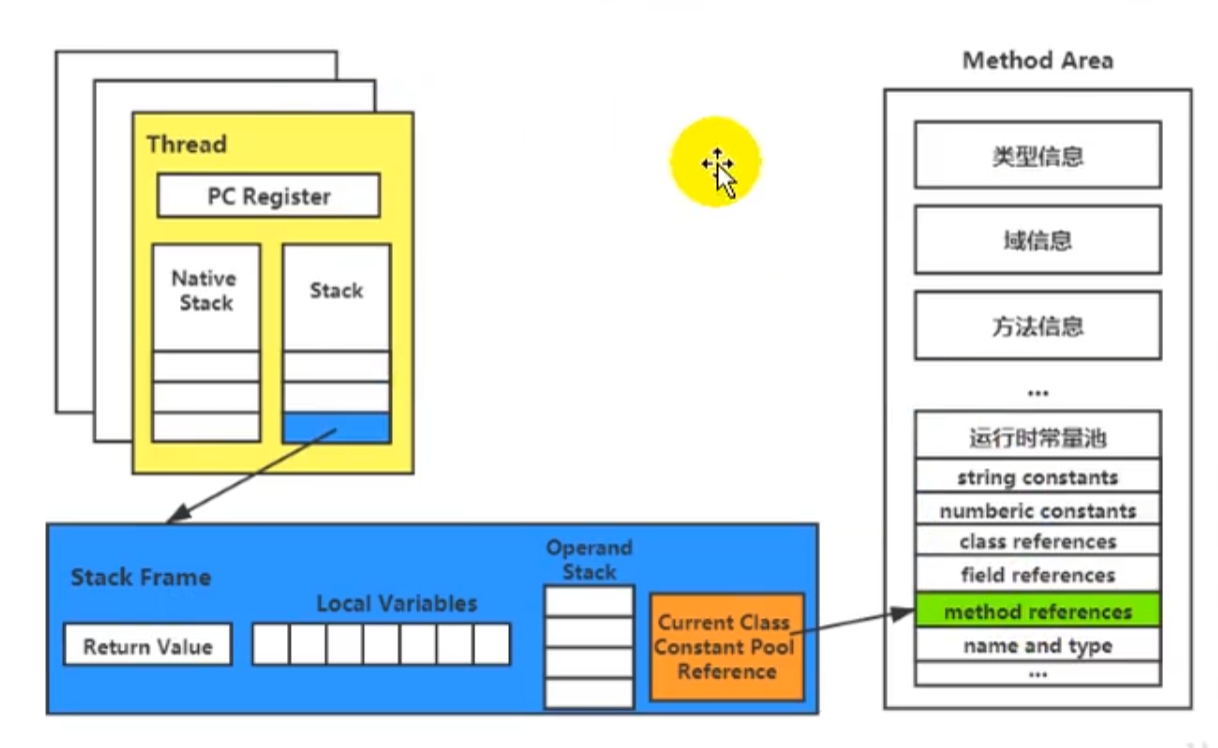 Thread
PC Register
Native
Stack
Stack
Stack Frame
Return Value
Local Variables
Operand
Stack
Current Class
Constant Pool
Reference
Method Area
类型信息
域信息
方法信息
...
运行时常量池
string constants
numberic constants
class references
field references
method references
name and type
...